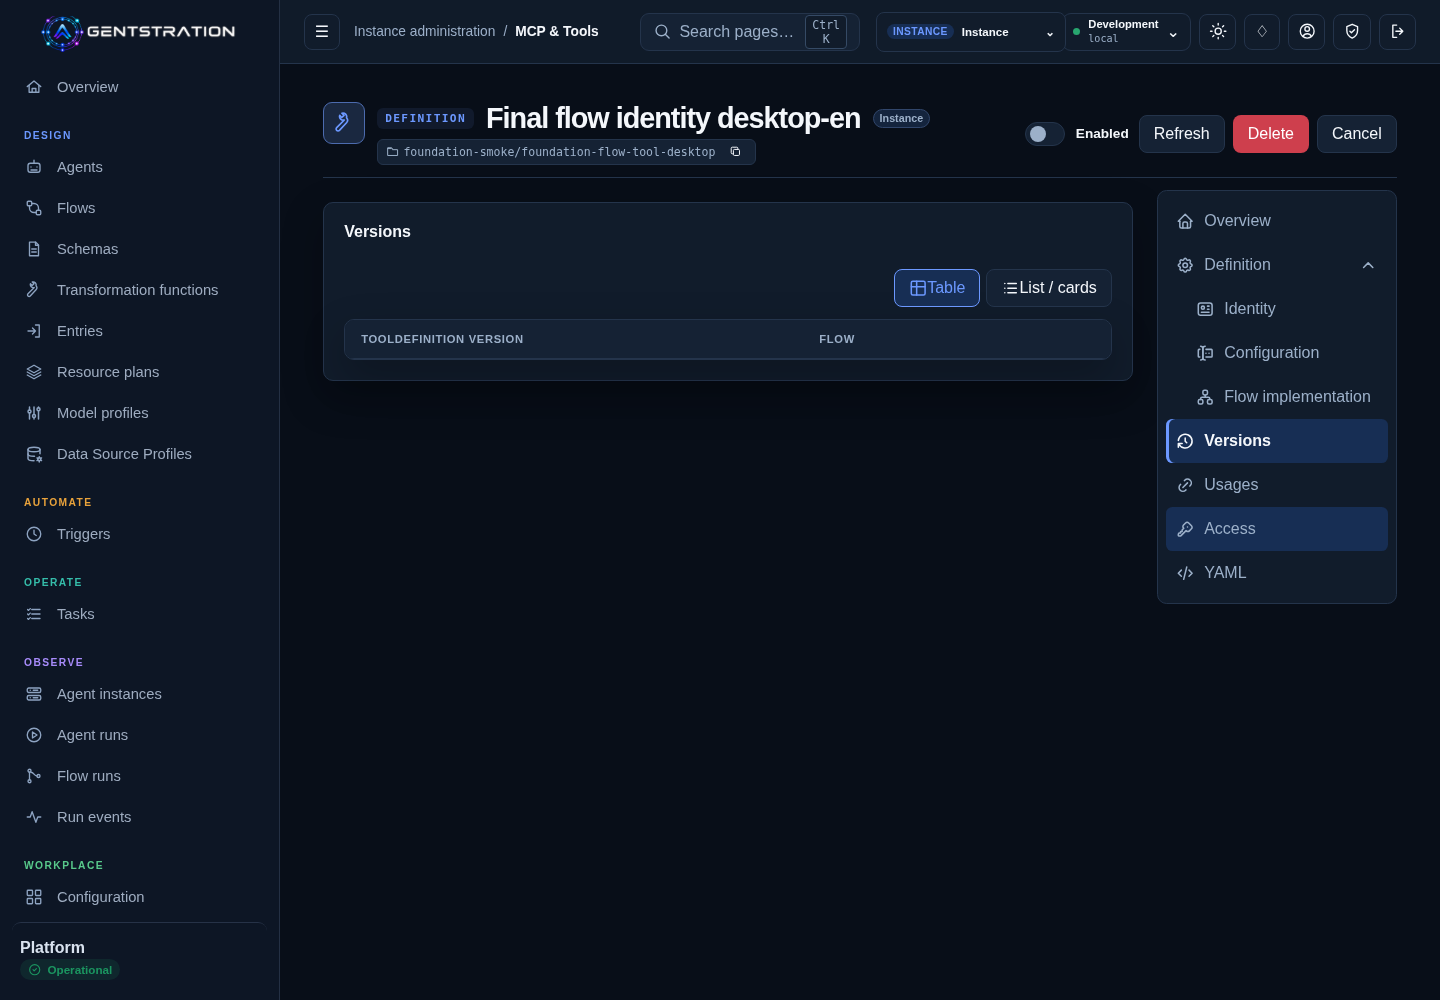 GENTSTRATION
Overview
DESIGN
Agents
Flows
Schemas
Transformation functions
Entries
Resource plans
Model profiles
Data Source Profiles
AUTOMATE
Triggers
OPERATE
Tasks
OBSERVE
Agent instances
Agent runs
Flow runs
Run events
WORKPLACE
Configuration
Platform
Operational
Instance administration / MCP & Tools
Search pages…
Ctrl K
INSTANCE Instance
Development
local
DEFINITION Final flow identity desktop-en Instance
foundation-smoke/foundation-flow-tool-desktop
Enabled Refresh Delete Cancel
Versions
Table List / cards
TOOLDEFINITION VERSION FLOW
Overview
Definition
Identity
Configuration
Flow implementation
Versions
Usages
Access
YAML